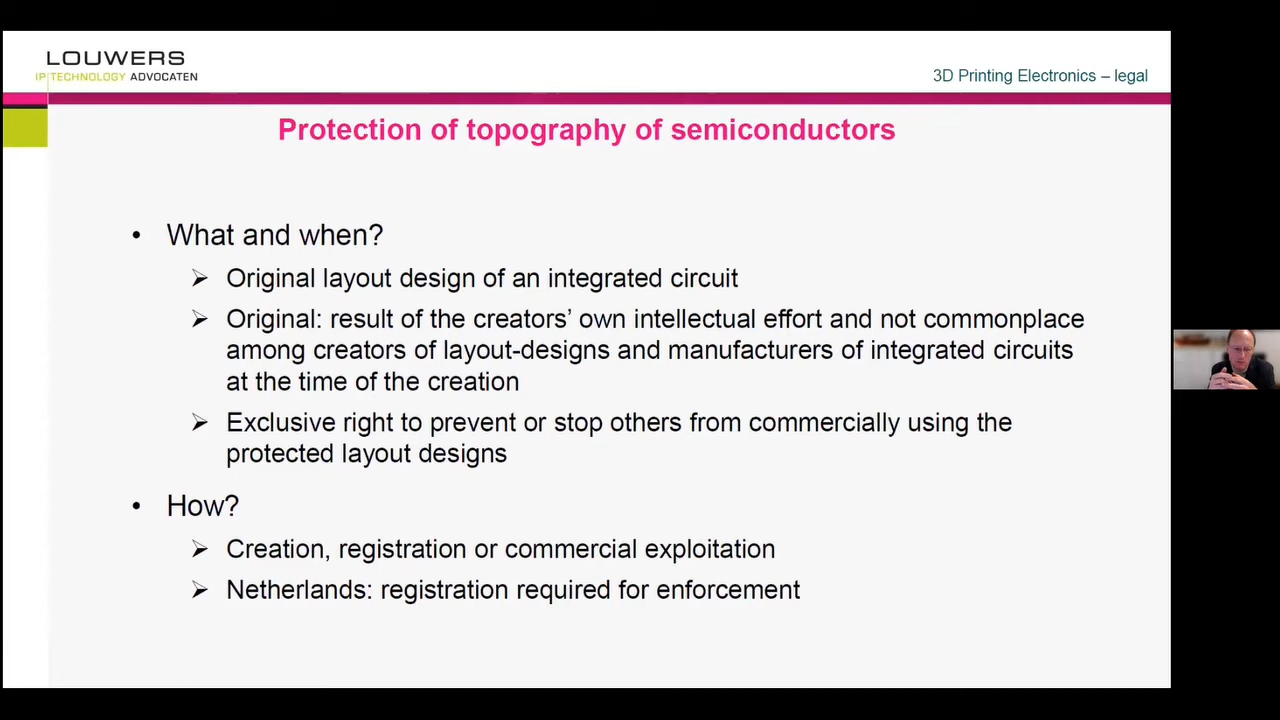 LOUWERS
IP TECHNOLOGY ADVOCATEN
3D Printing Electronics – legal
Protection of topography of semiconductors
• What and when?
➢ Original layout design of an integrated circuit
➢ Original: result of the creators’ own intellectual effort and not commonplace
among creators of layout-designs and manufacturers of integrated circuits
at the time of the creation
➢ Exclusive right to prevent or stop others from commercially using the
protected layout designs
• How?
➢ Creation, registration or commercial exploitation
➢ Netherlands: registration required for enforcement